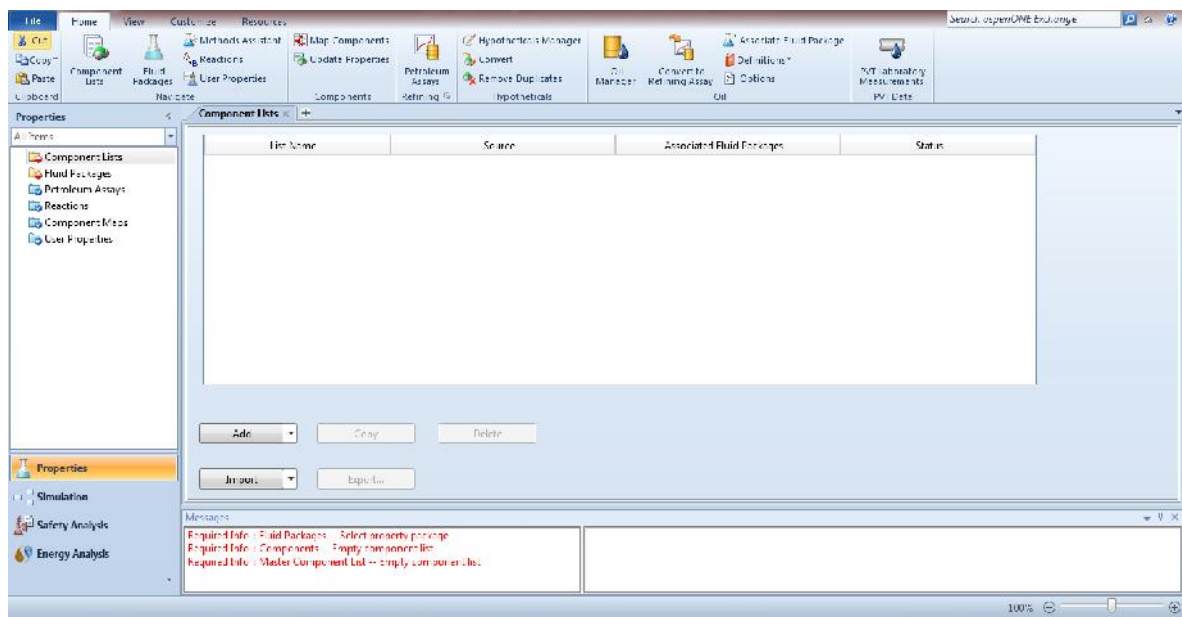 File Home View Customize Resources Search aspenONE Exchange
Cut
Copy
Paste
Clipboard
Component Lists
Fluid Packages
Methods Assistant
Reactions
User Properties
Navigate
Map Components
Update Properties
Components
Petroleum Assays
Refining
Hypotheticals Manager
Convert
Remove Duplicates
Hypotheticals
Oil Manager
Convert to Refining Assay
Associate Fluid Package
Definitions
Options
Oil
PVT Laboratory Measurements
PVT Data
Properties
All Items
Component Lists
Fluid Packages
Petroleum Assays
Reactions
Component Maps
User Properties
Properties
Simulation
Safety Analysis
Energy Analysis
Component Lists
List Name Source Associated Fluid Packages Status
Add Copy Delete
Import Export...
Messages
Required Info : Fluid Packages -- Select property package
Required Info : Components -- Empty component list
Required Info : Master Component List -- Empty component list
100%